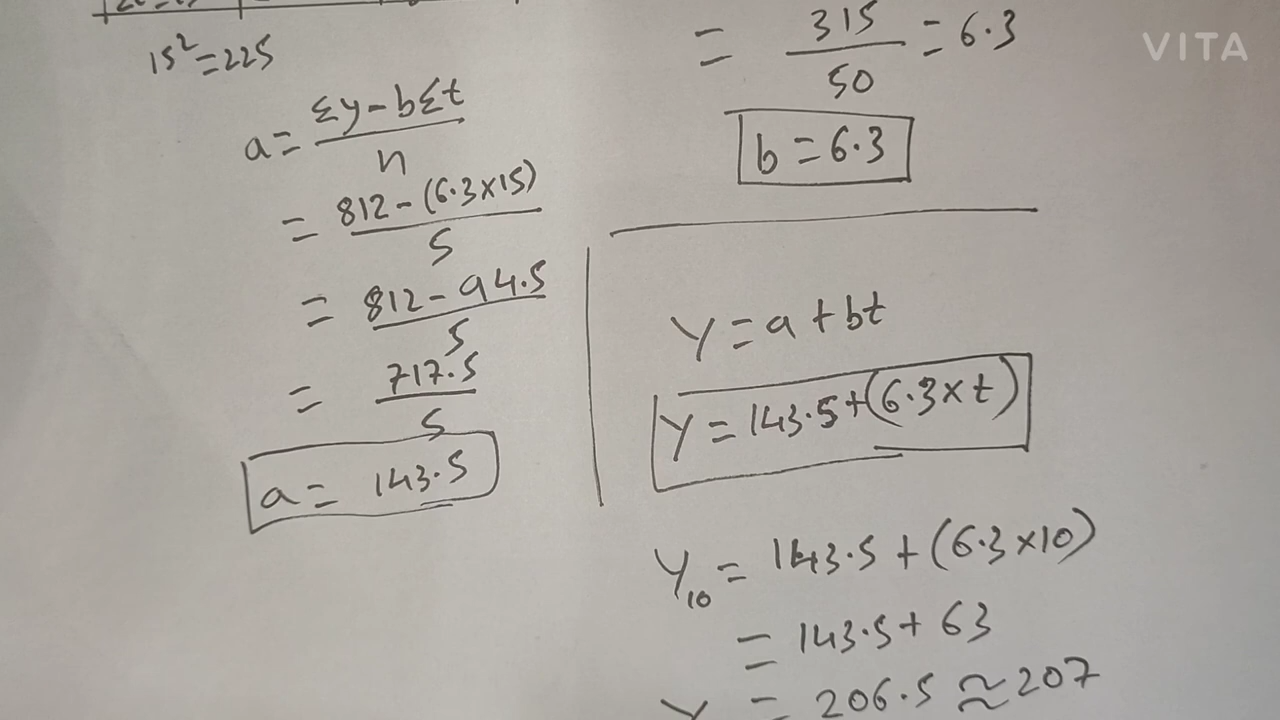 15² = 225
a = Σy - bΣt / n
= 812 - (6.3 x 15) / 5
= 812 - 94.5 / 5
= 717.5 / 5
a = 143.5
= 315 / 50 = 6.3
b = 6.3
Y = a + bt
Y = 143.5 + (6.3 x t)
Y₁₀ = 143.5 + (6.3 x 10)
= 143.5 + 63
= 206.5 ≈ 207
VITA